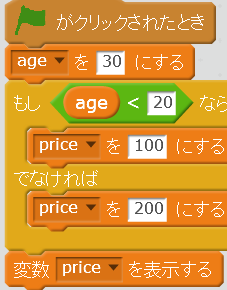 がクリックされたとき
age を 30 にする
もし age < 20 なら
price を 100 にする
でなければ
price を 200 にする
変数 price を表示する